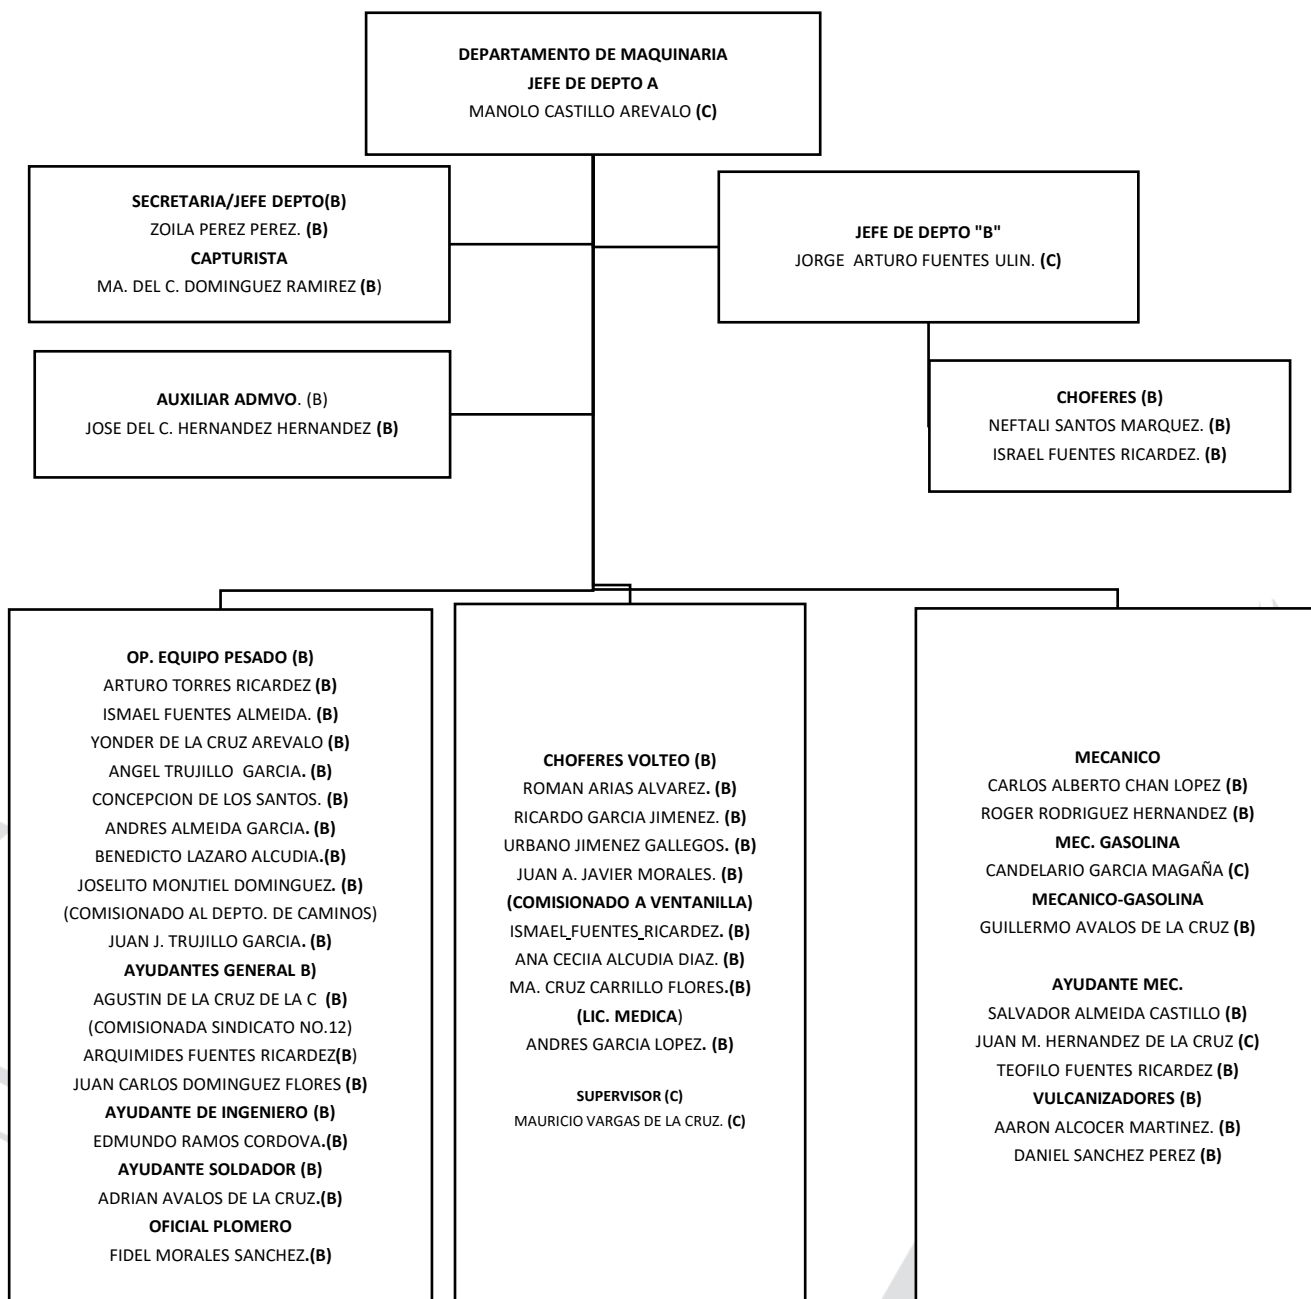 DEPARTAMENTO DE MAQUINARIA
JEFE DE DEPTO A
MANOLO CASTILLO AREVALO (C)
SECRETARIA/JEFE DEPTO(B)
ZOILA PEREZ PEREZ. (B)
CAPTURISTA
MA. DEL C. DOMINGUEZ RAMIREZ (B)
JEFE DE DEPTO "B"
JORGE ARTURO FUENTES ULIN. (C)
AUXILIAR ADMVO. (B)
JOSE DEL C. HERNANDEZ HERNANDEZ (B)
CHOFERES (B)
NEFTALI SANTOS MARQUEZ. (B)
ISRAEL FUENTES RICARDEZ. (B)
OP. EQUIPO PESADO (B)
ARTURO TORRES RICARDEZ (B)
ISMAEL FUENTES ALMEIDA. (B)
YONDER DE LA CRUZ AREVALO (B)
ANGEL TRUJILLO GARCIA. (B)
CONCEPCION DE LOS SANTOS. (B)
ANDRES ALMEIDA GARCIA. (B)
BENEDICTO LAZARO ALCUDIA.(B)
JOSELITO MONJTIEL DOMINGUEZ. (B)
(COMISIONADO AL DEPTO. DE CAMINOS)
JUAN J. TRUJILLO GARCIA. (B)
AYUDANTES GENERAL B)
AGUSTIN DE LA CRUZ DE LA C (B)
(COMISIONADA SINDICATO NO.12)
ARQUIMIDES FUENTES RICARDEZ(B)
JUAN CARLOS DOMINGUEZ FLORES (B)
AYUDANTE DE INGENIERO (B)
EDMUNDO RAMOS CORDOVA.(B)
AYUDANTE SOLDADOR (B)
ADRIAN AVALOS DE LA CRUZ.(B)
OFICIAL PLOMERO
FIDEL MORALES SANCHEZ.(B)
CHOFERES VOLTEO (B)
ROMAN ARIAS ALVAREZ. (B)
RICARDO GARCIA JIMENEZ. (B)
URBANO JIMENEZ GALLEGOS. (B)
JUAN A. JAVIER MORALES. (B)
(COMISIONADO A VENTANILLA)
ISMAEL FUENTES RICARDEZ. (B)
ANA CECIIA ALCUDIA DIAZ. (B)
MA. CRUZ CARRILLO FLORES.(B)
(LIC. MEDICA)
ANDRES GARCIA LOPEZ. (B)
SUPERVISOR (C)
MAURICIO VARGAS DE LA CRUZ. (C)
MECANICO
CARLOS ALBERTO CHAN LOPEZ (B)
ROGER RODRIGUEZ HERNANDEZ (B)
MEC. GASOLINA
CANDELARIO GARCIA MAGAÑA (C)
MECANICO-GASOLINA
GUILLERMO AVALOS DE LA CRUZ (B)
AYUDANTE MEC.
SALVADOR ALMEIDA CASTILLO (B)
JUAN M. HERNANDEZ DE LA CRUZ (C)
TEOFILO FUENTES RICARDEZ (B)
VULCANIZADORES (B)
AARON ALCOCER MARTINEZ. (B)
DANIEL SANCHEZ PEREZ (B)